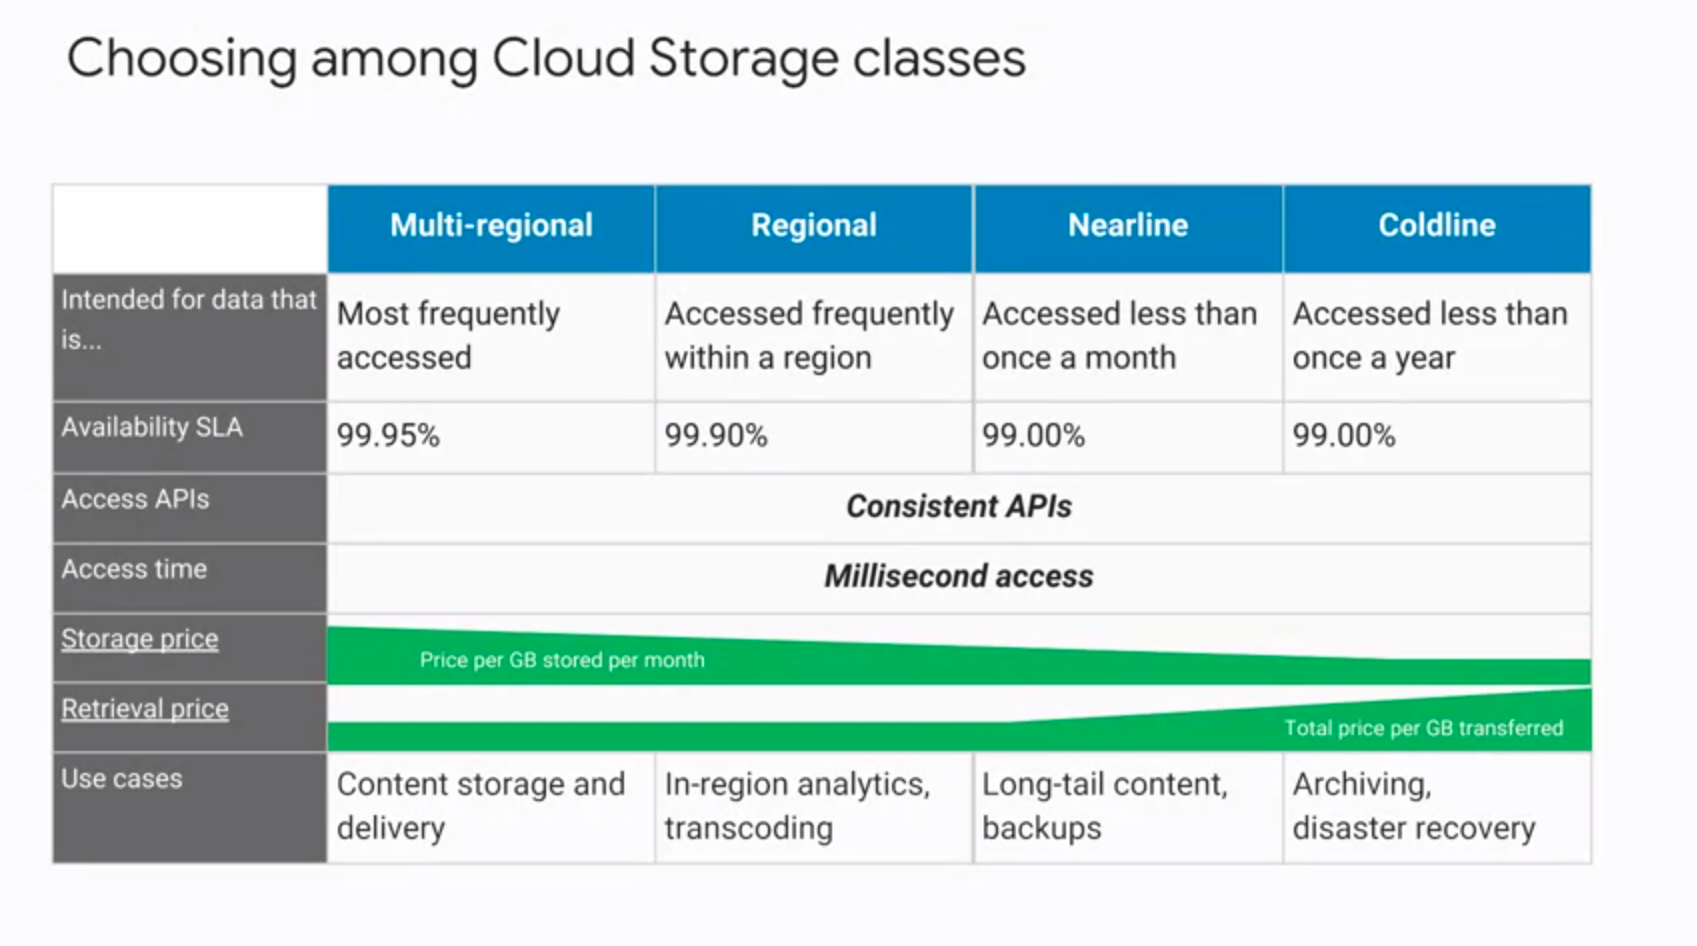 Choosing among Cloud Storage classes
Multi-regional
Regional
Nearline
Coldline
Intended for data that
is...
Most frequently
accessed
Accessed frequently
within a region
Accessed less than
once a month
Accessed less than
once a year
Availability SLA
99.95%
99.90%
99.00%
99.00%
Access APIs
Consistent APIs
Access time
Millisecond access
Storage price
Price per GB stored per month
Retrieval price
Total price per GB transferred
Use cases
Content storage and
delivery
In-region analytics,
transcoding
Long-tail content,
backups
Archiving,
disaster recovery